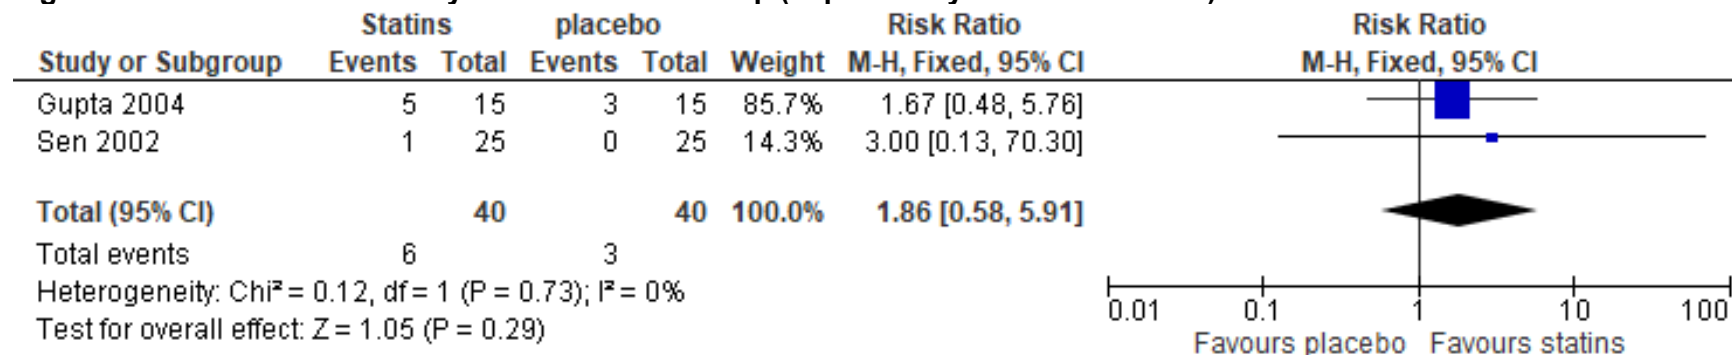 Statins placebo Risk Ratio Risk Ratio
Study or Subgroup Events Total Events Total Weight M-H, Fixed, 95% CI M-H, Fixed, 95% CI
Gupta 2004 5 15 3 15 85.7% 1.67 [0.48, 5.76]
Sen 2002 1 25 0 25 14.3% 3.00 [0.13, 70.30]
Total (95% CI) 40 40 100.0% 1.86 [0.58, 5.91]
Total events 6 3
Heterogeneity: Chi² = 0.12, df = 1 (P = 0.73); I² = 0%
Test for overall effect: Z = 1.05 (P = 0.29)
0.01 0.1 1 10 100
Favours placebo Favours statins